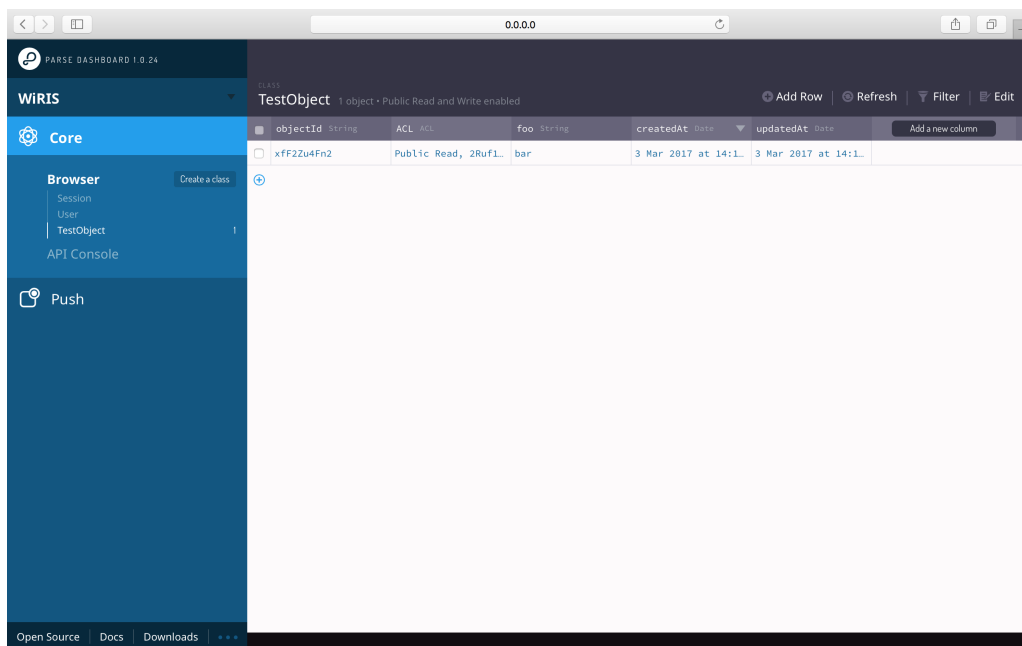 0.0.0.0
PARSE DASHBOARD 1.0.24
WiRIS
CLASS
TestObject 1 object • Public Read and Write enabled
Add Row Refresh Filter Edit
Core
objectId String ACL ACL foo String createdAt Date updatedAt Date Add a new column
xfF2Zu4Fn2 Public Read, 2Ruf1… bar 3 Mar 2017 at 14:1… 3 Mar 2017 at 14:1…
Browser Create a class
Session
User
TestObject 1
API Console
Push
Open Source Docs Downloads